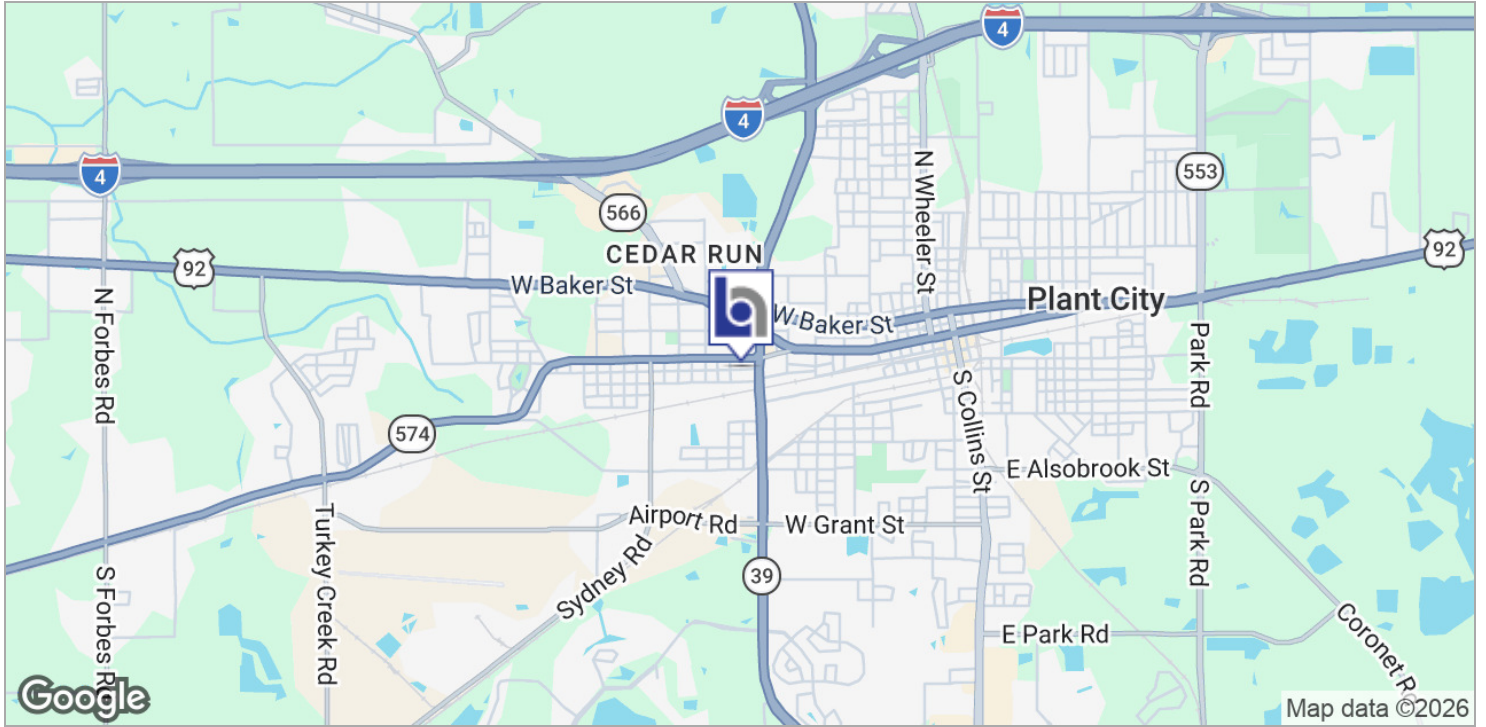 4
4
4
553
566
N Wheeler St
CEDAR RUN
92
92
W Baker St
W Baker St
Plant City
N Forbes Rd
Park Rd
574
S Collins St
E Alsobrook St
Airport Rd
W Grant St
S Park Rd
Turkey Creek Rd
Sydney Rd
39
S Forbes Rd
E Park Rd
Coronet Rd
Google
Map data ©2026